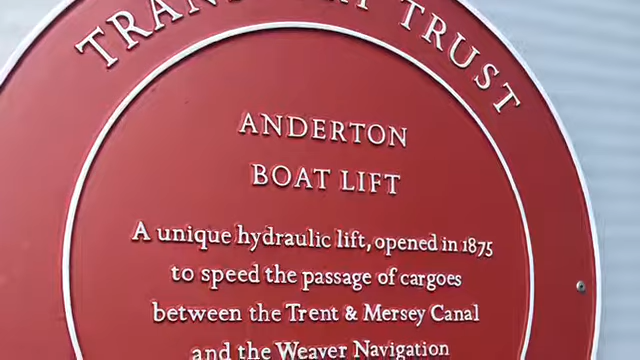 TRANSPORT TRUST
ANDERTON
BOAT LIFT
A unique hydraulic lift, opened in 1875
to speed the passage of cargoes
between the Trent & Mersey Canal
and the Weaver Navigation